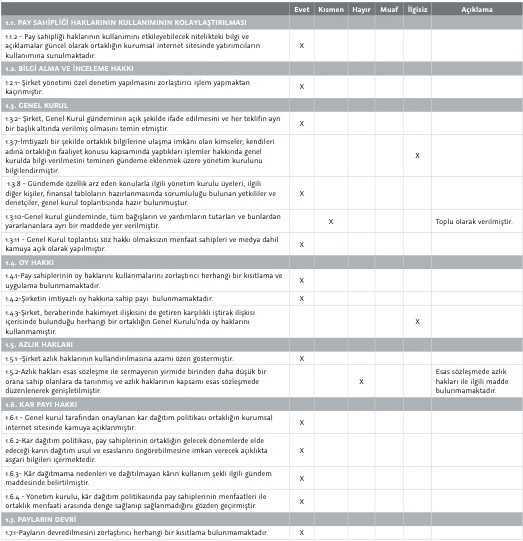 Evet Kısmen Hayır Muaf İlgisiz Açıklama
1.1. PAY SAHİPLİĞİ HAKLARININ KULLANIMININ KOLAYLAŞTIRILMASI
1.1.2 - Pay sahipliği haklarının kullanımını etkileyebilecek nitelikteki bilgi ve
açıklamalar güncel olarak ortaklığın kurumsal internet sitesinde yatırımcıların
kullanımına sunulmaktadır.
X
1.2. BİLGİ ALMA VE İNCELEME HAKKI
1.2.1- Şirket yönetimi özel denetim yapılmasını zorlaştırıcı işlem yapmaktan
kaçınmıştır.
X
1.3. GENEL KURUL
1.3.2- Şirket, Genel Kurul gündeminin açık şekilde ifade edilmesini ve her teklifin ayrı
bir başlık altında verilmiş olmasını temin etmiştir.
X
1.3.7-İmtiyazlı bir şekilde ortaklık bilgilerine ulaşma imkânı olan kimseler, kendileri
adına ortaklığın faaliyet konusu kapsamında yaptıkları işlemler hakkında genel
kurulda bilgi verilmesini teminen gündeme eklenmek üzere yönetim kurulunu
bilgilendirmiştir.
X
1.3.8 - Gündemde özellik arz eden konularla ilgili yönetim kurulu üyeleri, ilgili
diğer kişiler, finansal tabloların hazırlanmasında sorumluluğu bulunan yetkililer ve
denetçiler, genel kurul toplantısında hazır bulunmuştur.
X
1.3.10-Genel kurul gündeminde, tüm bağışların ve yardımların tutarları ve bunlardan
yararlananlara ayrı bir maddede yer verilmiştir.
X Toplu olarak verilmiştir.
1.3.11 - Genel Kurul toplantısı söz hakkı olmaksızın menfaat sahipleri ve medya dahil
kamuya açık olarak yapılmıştır.
X
1.4. OY HAKKI
1.4.1-Pay sahiplerinin oy haklarını kullanmalarını zorlaştırıcı herhangi bir kısıtlama ve
uygulama bulunmamaktadır.
X
1.4.2-Şirketin imtiyazlı oy hakkına sahip payı bulunmamaktadır. X
1.4.3-Şirket, beraberinde hakimiyet ilişkisini de getiren karşılıklı iştirak ilişkisi
içerisinde bulunduğu herhangi bir ortaklığın Genel Kurulu'nda oy haklarını
kullanmamıştır.
X
1.5. AZLIK HAKLARI
1.5.1 -Şirket azlık haklarının kullandırılmasına azami özen göstermiştir. X
1.5.2-Azlık hakları esas sözleşme ile sermayenin yirmide birinden daha düşük bir
orana sahip olanlara da tanınmış ve azlık haklarının kapsamı esas sözleşmede
düzenlenerek genişletilmiştir.
X
Esas sözleşmede azlık
hakları ile ilgili madde
bulunmamaktadır.
1.6. KAR PAYI HAKKI
1.6.1 - Genel kurul tarafından onaylanan kar dağıtım politikası ortaklığın kurumsal
internet sitesinde kamuya açıklanmıştır.
X
1.6.2-Kar dağıtım politikası, pay sahiplerinin ortaklığın gelecek dönemlerde elde
edeceği karın dağıtım usul ve esaslarını öngörebilmesine imkan verecek açıklıkta
asgari bilgileri içermektedir.
X
1.6.3- Kâr dağıtmama nedenleri ve dağıtılmayan kârın kullanım şekli ilgili gündem
maddesinde belirtilmiştir.
X
1.6.4 - Yönetim kurulu, kâr dağıtım politikasında pay sahiplerinin menfaatleri ile
ortaklık menfaati arasında denge sağlanıp sağlanmadığını gözden geçirmiştir.
X
1.7. PAYLARIN DEVRİ
1.7.1-Payların devredilmesini zorlaştırıcı herhangi bir kısıtlama bulunmamaktadır. X